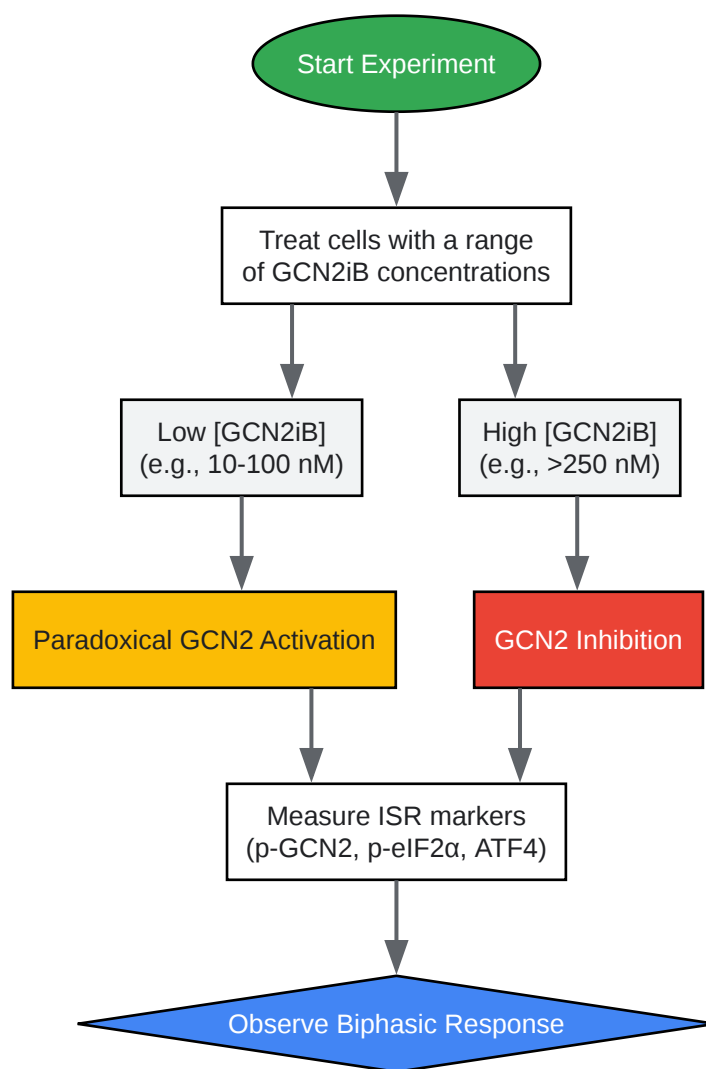 Start Experiment
Treat cells with a range
of GCN2iB concentrations
Low [GCN2iB]
(e.g., 10-100 nM)
High [GCN2iB]
(e.g., >250 nM)
Paradoxical GCN2 Activation
GCN2 Inhibition
Measure ISR markers
(p-GCN2, p-eIF2α, ATF4)
Observe Biphasic Response